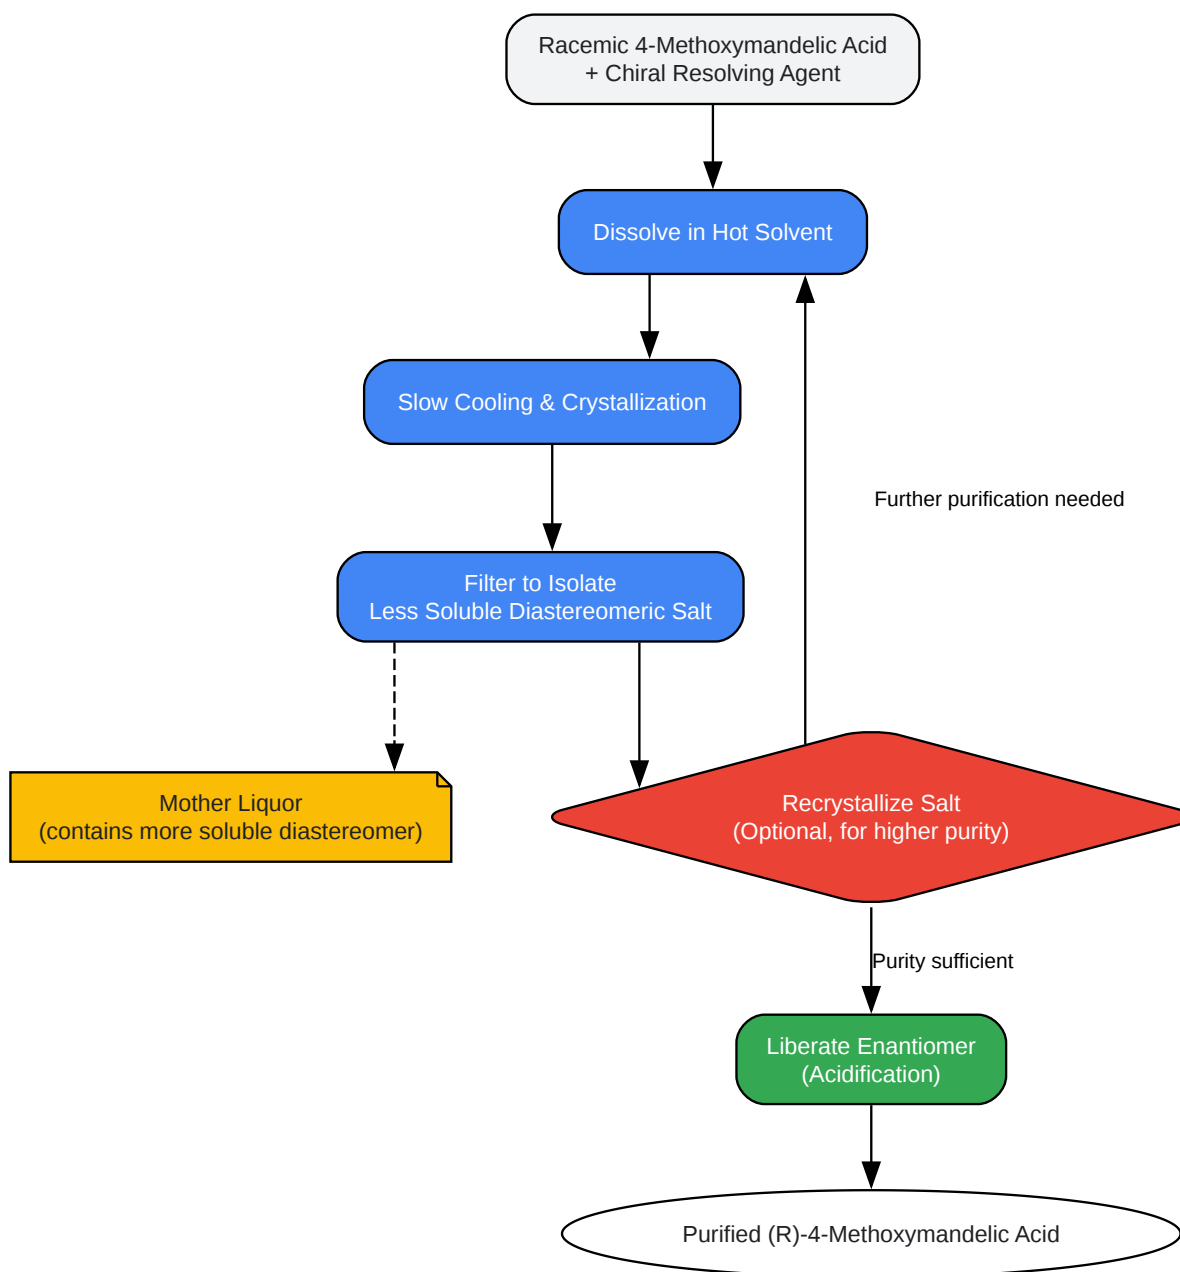 Racemic 4-Methoxymandelic Acid
+ Chiral Resolving Agent
Dissolve in Hot Solvent
Slow Cooling & Crystallization
Further purification needed
Filter to Isolate
Less Soluble Diastereomeric Salt
Mother Liquor
(contains more soluble diastereomer)
Recrystallize Salt
(Optional, for higher purity)
Purity sufficient
Liberate Enantiomer
(Acidification)
Purified (R)-4-Methoxymandelic Acid